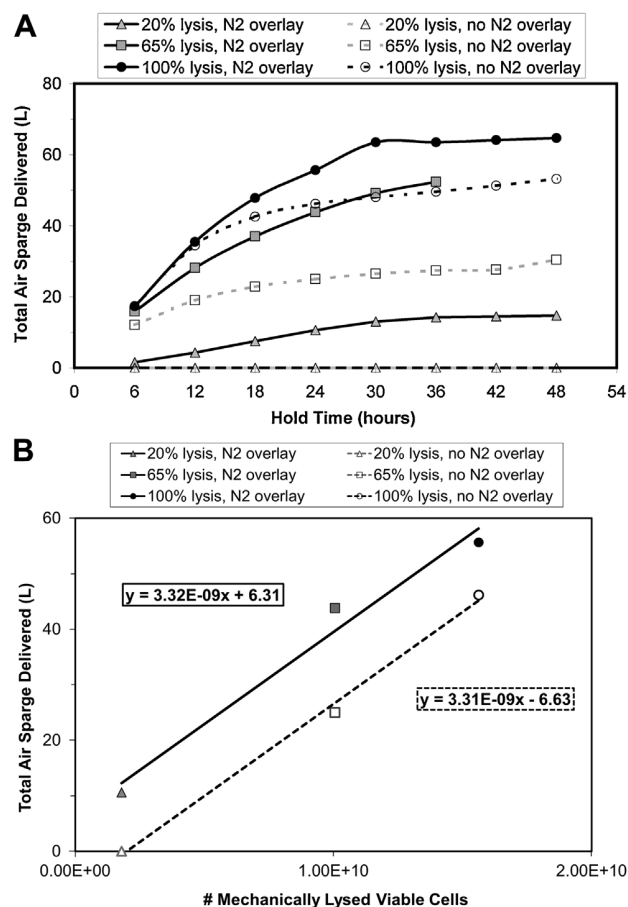 A
20% lysis, N2 overlay
20% lysis, no N2 overlay
65% lysis, N2 overlay
65% lysis, no N2 overlay
100% lysis, N2 overlay
100% lysis, no N2 overlay
Total Air Sparge Delivered (L)
80
60
40
20
0
0 6 12 18 24 30 36 42 48 54
Hold Time (hours)
B
20% lysis, N2 overlay
20% lysis, no N2 overlay
65% lysis, N2 overlay
65% lysis, no N2 overlay
100% lysis, N2 overlay
100% lysis, no N2 overlay
Total Air Sparge Delivered (L)
60
40
20
0
y = 3.32E-09x + 6.31
y = 3.31E-09x - 6.63
0.00E+00 1.00E+10 2.00E+10
# Mechanically Lysed Viable Cells